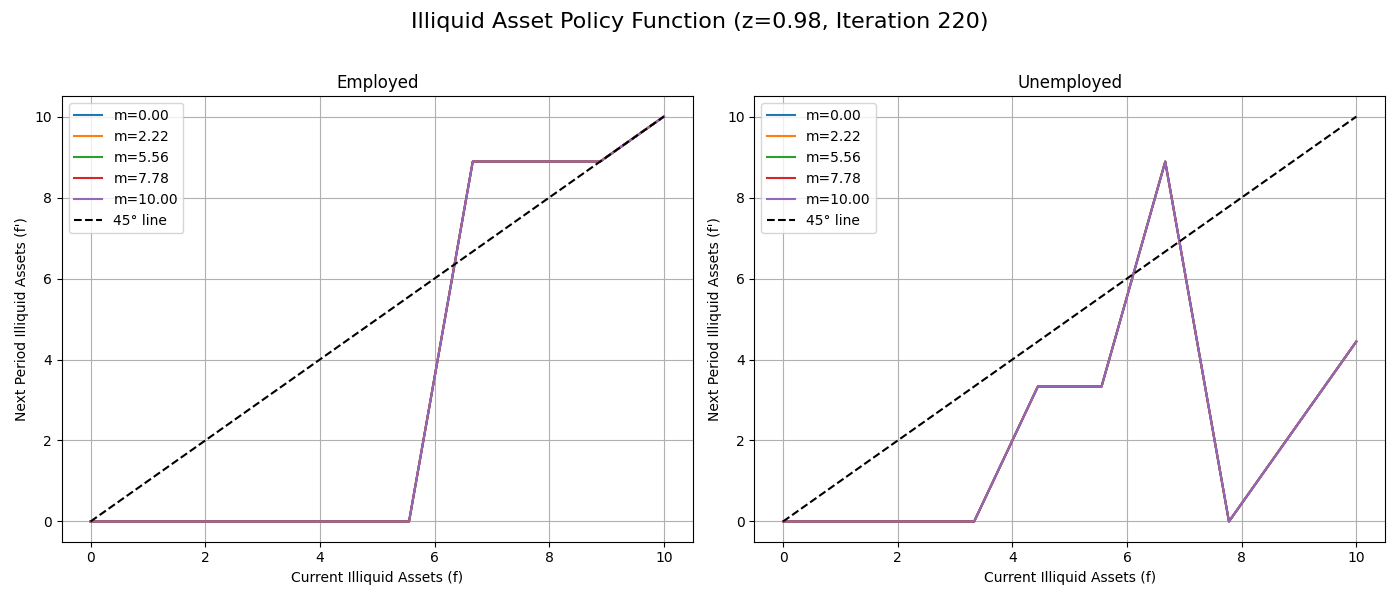 Illiquid Asset Policy Function (z=0.98, Iteration 220)
Employed
m=0.00
m=2.22
m=5.56
m=7.78
m=10.00
45° line
10
8
6
4
2
0
0 2 4 6 8 10
Next Period Illiquid Assets (f')
Current Illiquid Assets (f)
Unemployed
m=0.00
m=2.22
m=5.56
m=7.78
m=10.00
45° line
10
8
6
4
2
0
0 2 4 6 8 10
Next Period Illiquid Assets (f')
Current Illiquid Assets (f)